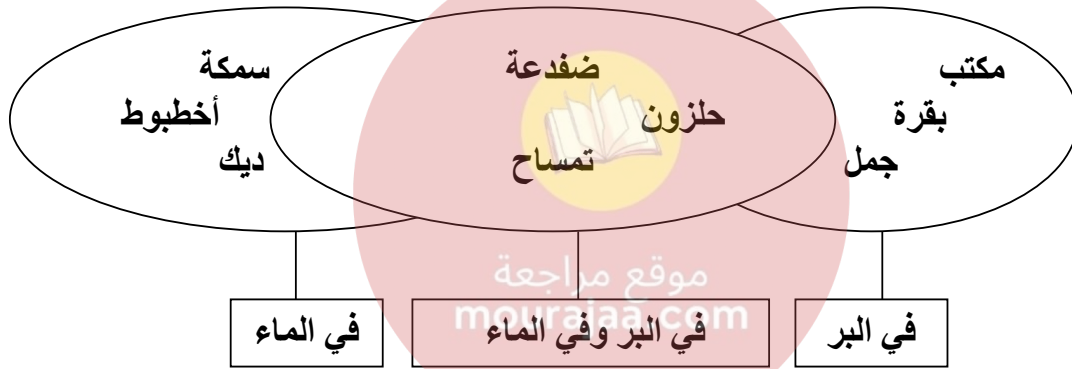 مكتب ضفدعة سمكة
بقرة حلزون أخطبوط
جمل تمساح ديك
موقع مراجعة
mourajaa.com
في البر في البر وفي الماء في الماء